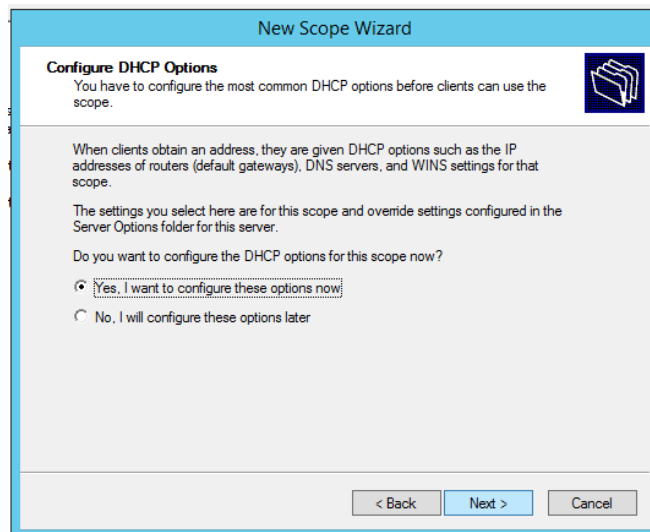 New Scope Wizard
Configure DHCP Options
You have to configure the most common DHCP options before clients can use the
scope.
When clients obtain an address, they are given DHCP options such as the IP
addresses of routers (default gateways), DNS servers, and WINS settings for that
scope.
The settings you select here are for this scope and override settings configured in the
Server Options folder for this server.
Do you want to configure the DHCP options for this scope now?
Yes, I want to configure these options now
No, I will configure these options later
< Back
Next >
Cancel